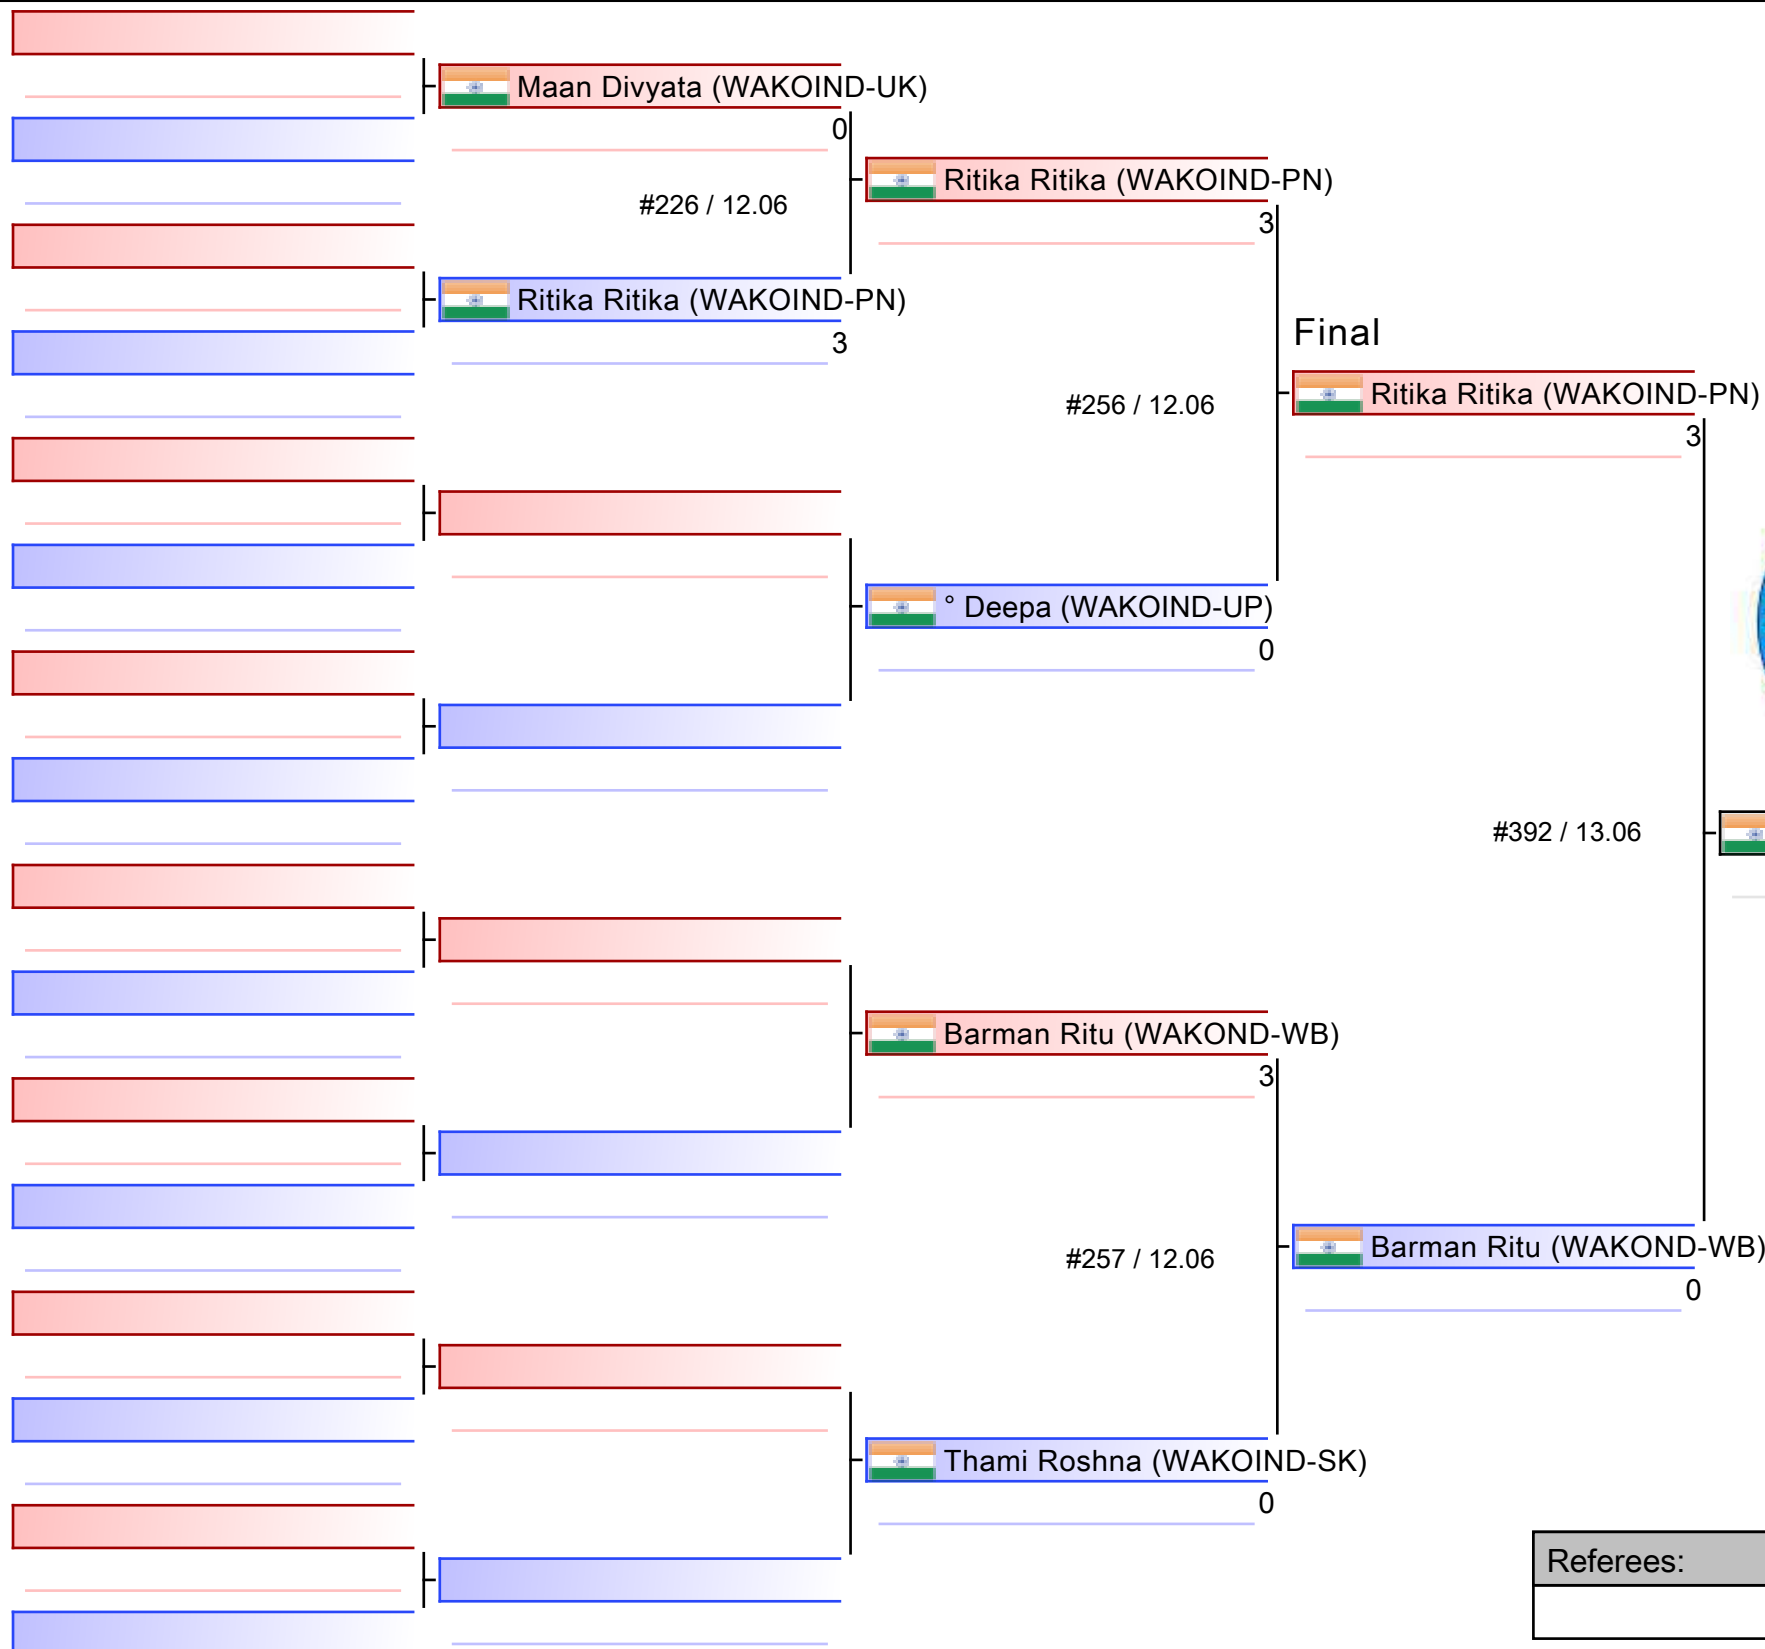 Maan Divyata (WAKOIND-UK)
0
#226 / 12.06
Ritika Ritika (WAKOIND-PN)
3
Ritika Ritika (WAKOIND-PN)
3
#256 / 12.06
° Deepa (WAKOIND-UP)
0
Final
Ritika Ritika (WAKOIND-PN)
3
#392 / 13.06
Barman Ritu (WAKOND-WB)
3
#257 / 12.06
Thami Roshna (WAKOIND-SK)
0
Barman Ritu (WAKOND-WB)
0
Referees: